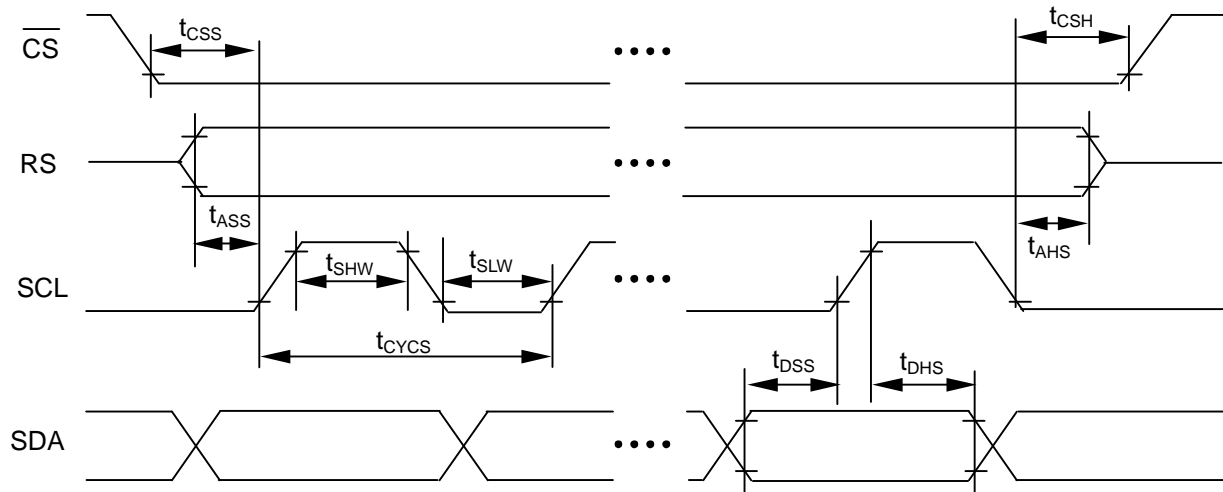 CS
tCSS
tCSH
RS
tASS
tAHS
SCL
tSHW
tSLW
tCYCS
tDSS
tDHS
SDA